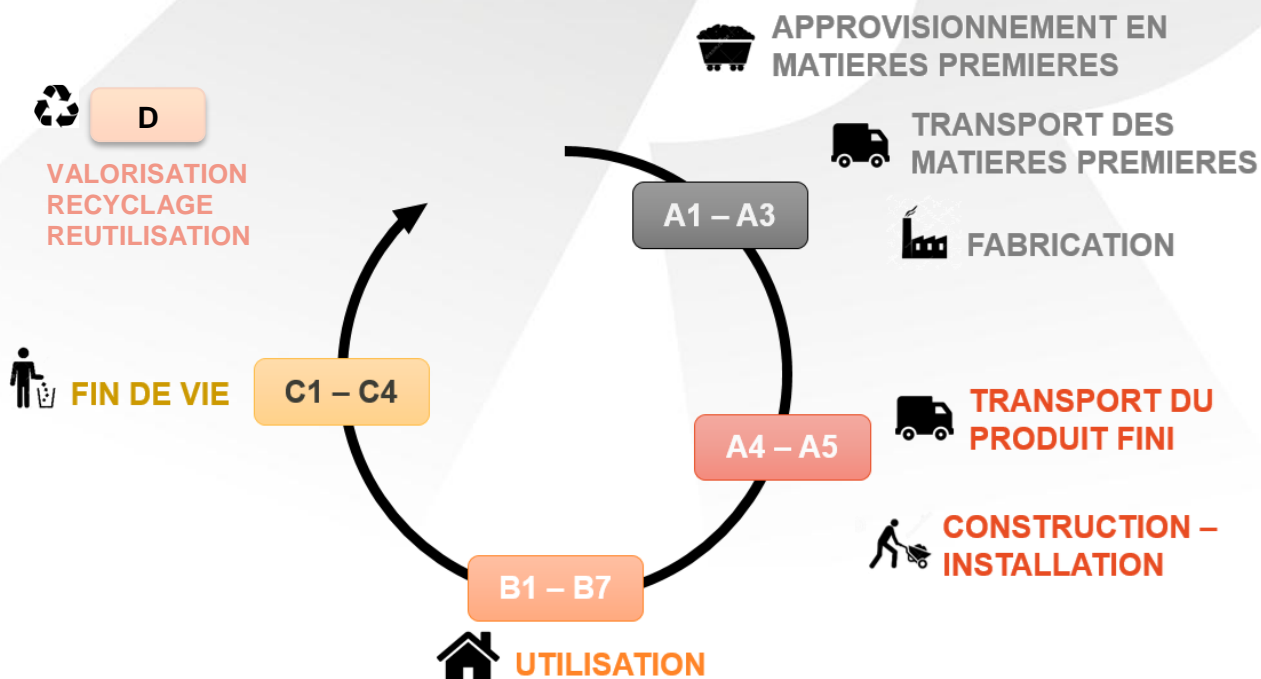 APPROVISIONNEMENT EN
MATIERES PREMIERES
TRANSPORT DES
MATIERES PREMIERES
A1 – A3
FABRICATION
TRANSPORT DU
PRODUIT FINI
A4 – A5
CONSTRUCTION –
INSTALLATION
B1 – B7
UTILISATION
C1 – C4
FIN DE VIE
D
VALORISATION
RECYCLAGE
REUTILISATION